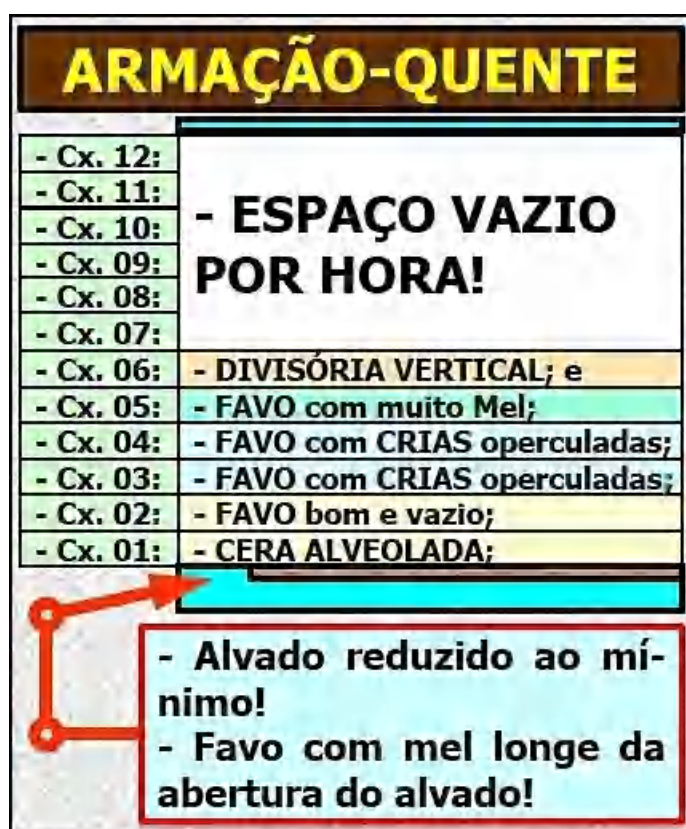 ARMAÇÃO-QUENTE
- Cx. 12:
- Cx. 11:
- Cx. 10:
- Cx. 09:
- Cx. 08:
- Cx. 07:
- ESPAÇO VAZIO
POR HORA!
- Cx. 06: - DIVISÓRIA VERTICAL; e
- Cx. 05: - FAVO com muito Mel;
- Cx. 04: - FAVO com CRIAS operculadas;
- Cx. 03: - FAVO com CRIAS operculadas;
- Cx. 02: - FAVO bom e vazio;
- Cx. 01: - CERA ALVEOLADA;
- Alvado reduzido ao mí-
nimo!
- Favo com mel longe da
abertura do alvado!